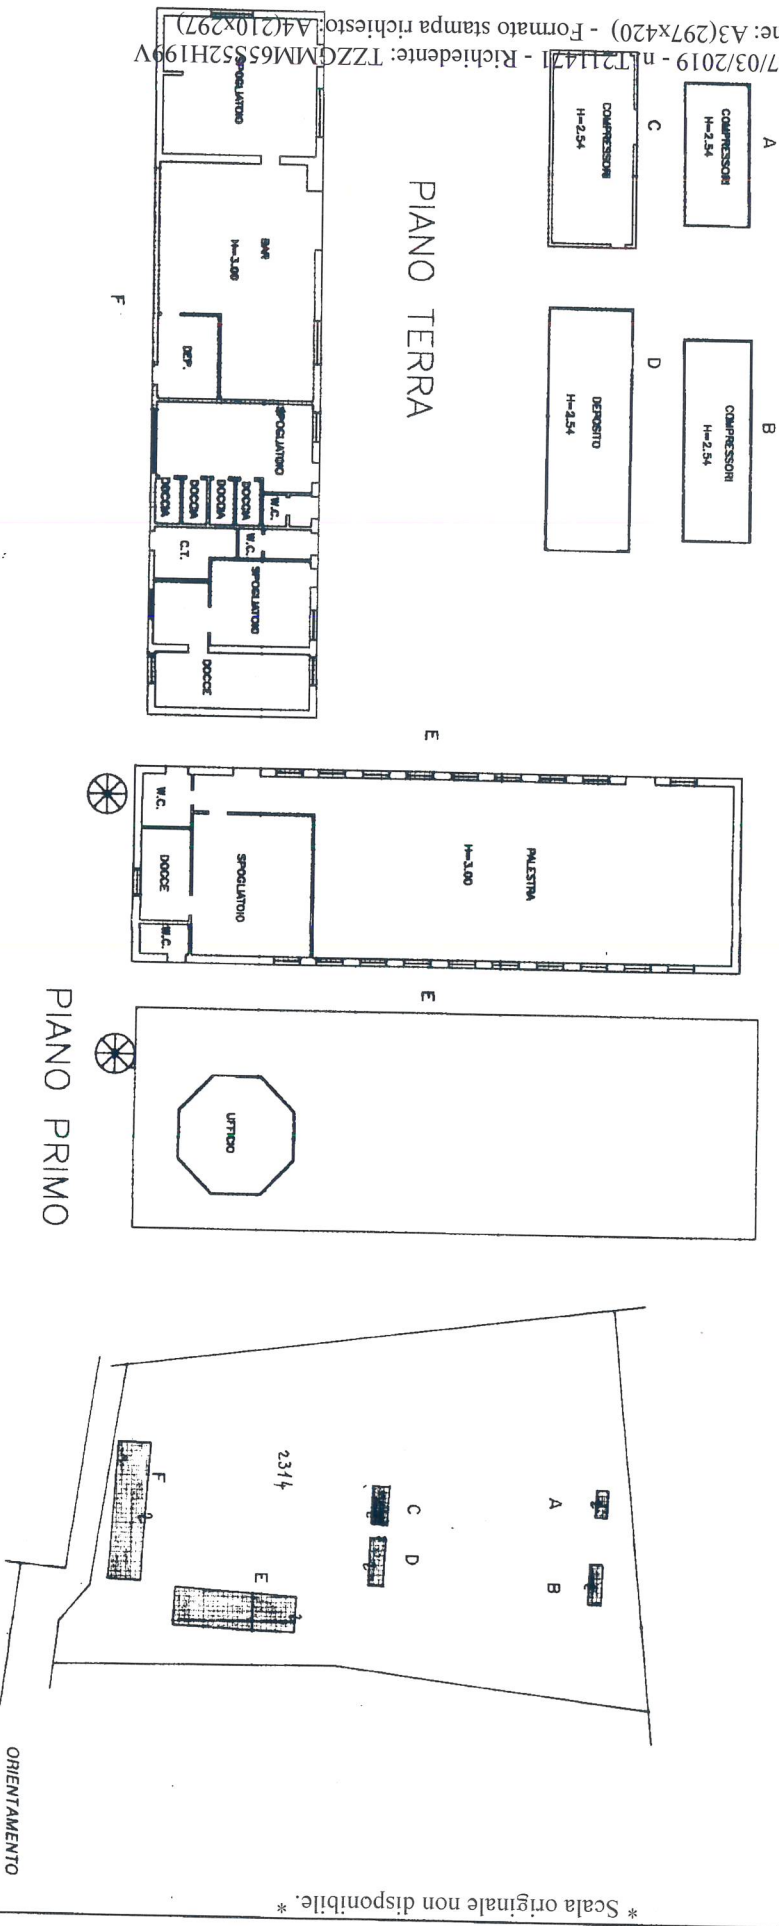 ne: A3(297x420) - Formato stampa richiesto: A4(210x297)
7/03/2019 - n. T211471 - Richiedente: TZZGMM65S52H199V
A
COMPRESSORI
H=2.54
B
COMPRESSORI
H=2.54
C
COMPRESSORI
H=2.54
D
DEPOSITO
H=2.54
PIANO TERRA
SPOGLIATOIO
BAR
H=3.00
DEP.
SPOGLIATOIO
DOCCIA
DOCCIA
DOCCIA
DOCCIA
W.C.
W.C.
C.T.
SPOGLIATOIO
DOCCE
F
E
PALESTRA
H=3.00
SPOGLIATOIO
W.C.
DOCCE
W.C.
E
UFFICIO
PIANO PRIMO
A
B
C
D
2314
E
F
ORIENTAMENTO
* Scala originale non disponibile. *